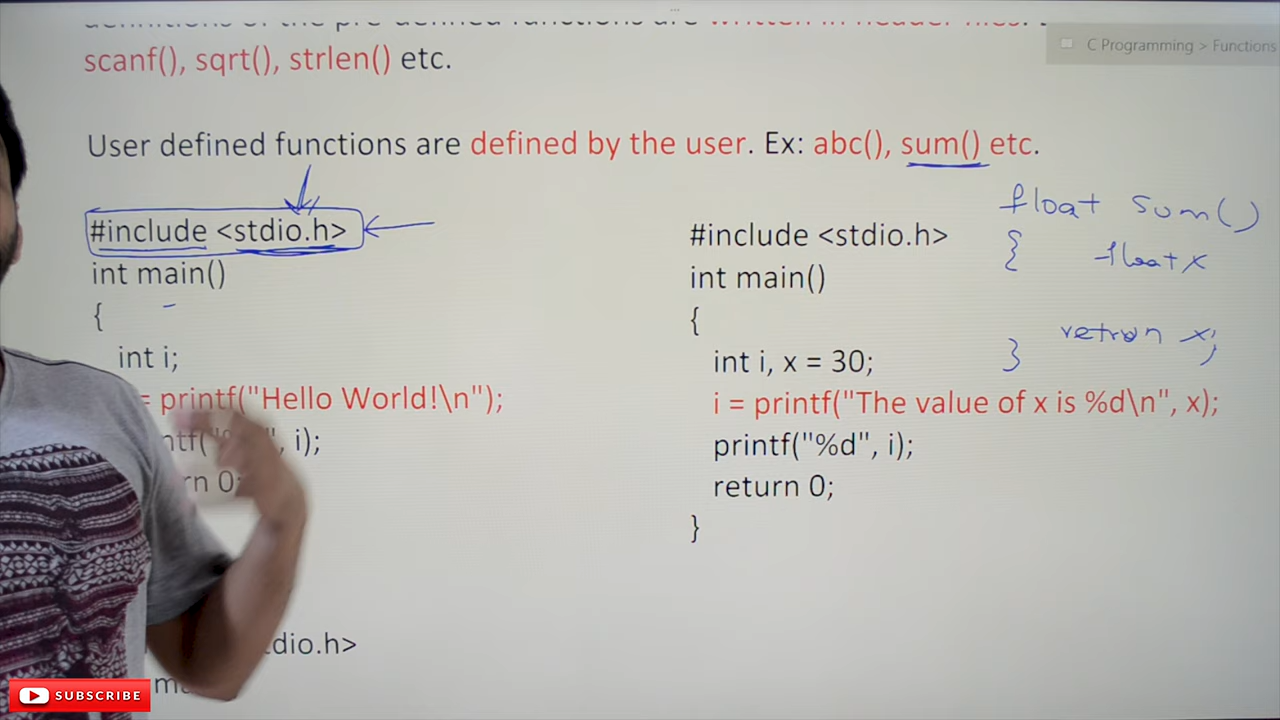 C Programming > Functions
scanf(), sqrt(), strlen() etc.
User defined functions are defined by the user. Ex: abc(), sum() etc.
#include <stdio.h>
int main()
{
int i;
= printf("Hello World!\n");
", i);
0;
#include <stdio.h>
int main()
{
int i, x = 30;
i = printf("The value of x is %d\n", x);
printf("%d", i);
return 0;
}
float sum()
{ float x
retron x;
}
dio.h>
SUBSCRIBE